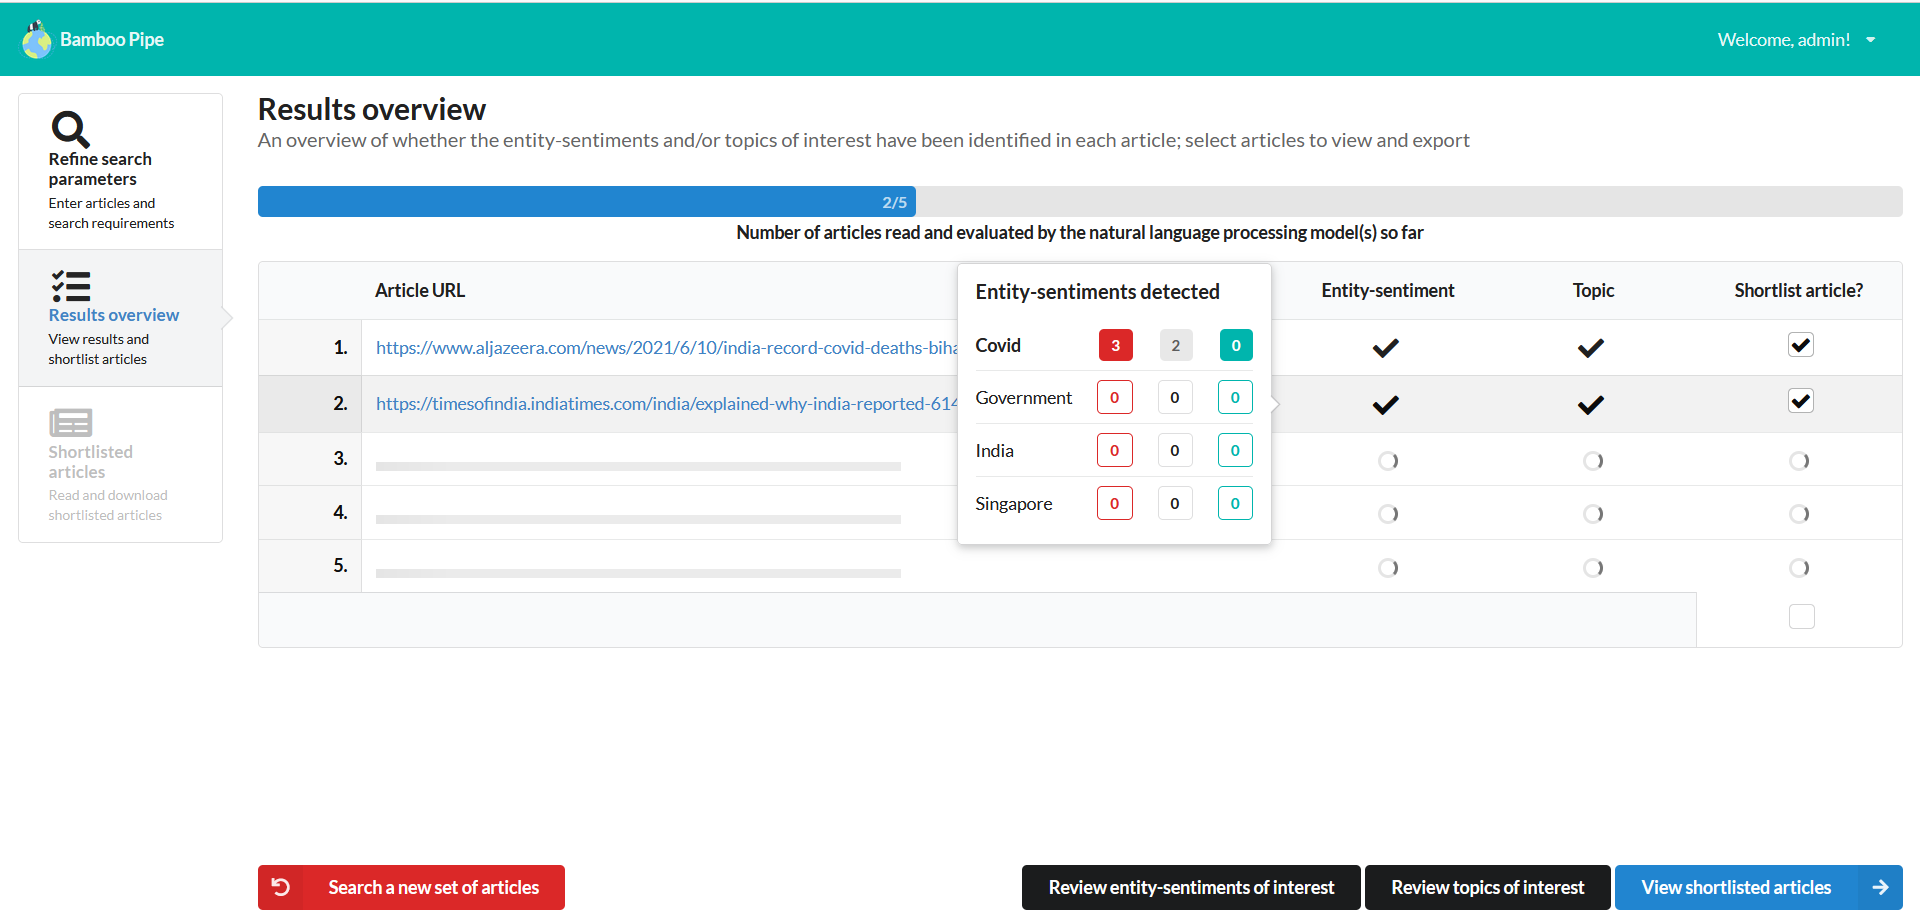 Bamboo Pipe
Welcome, admin!
Refine search
parameters
Enter articles and
search requirements
Results overview
View results and
shortlist articles
Shortlisted
articles
Read and download
shortlisted articles
Results overview
An overview of whether the entity-sentiments and/or topics of interest have been identified in each article; select articles to view and export
2/5
Number of articles read and evaluated by the natural language processing model(s) so far
Article URL
Entity-sentiment
Topic
Shortlist article?
1. https://www.aljazeera.com/news/2021/6/10/india-record-covid-deaths-biha
2. https://timesofindia.indiatimes.com/india/explained-why-india-reported-614
3.
4.
5.
Entity-sentiments detected
Covid 3 2 0
Government 0 0 0
India 0 0 0
Singapore 0 0 0
Search a new set of articles
Review entity-sentiments of interest
Review topics of interest
View shortlisted articles